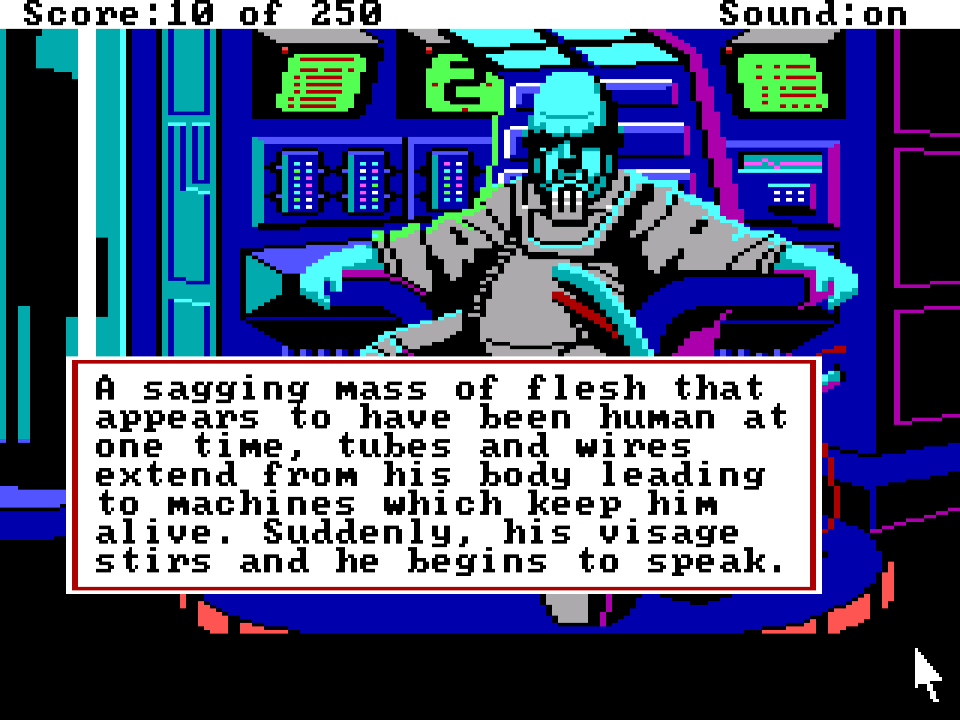 Score:10 of 250 Sound:on
A sagging mass of flesh that
appears to have been human at
one time, tubes and wires
extend from his body leading
to machines which keep him
alive. Suddenly, his visage
stirs and he begins to speak.